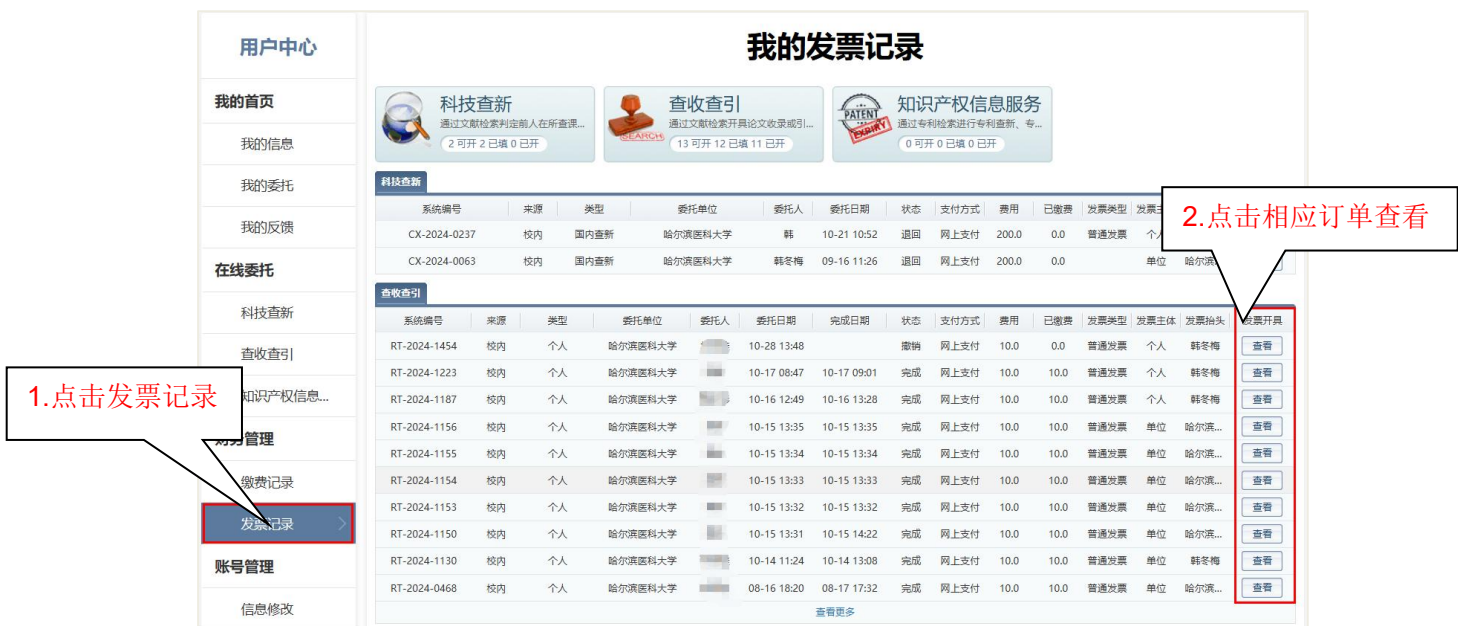 用户中心
我的首页
我的信息
我的委托
我的反馈
在线委托
科技查新
查收查引
知识产权信息...
财务管理
缴费记录
发票记录
账号管理
信息修改
1.点击发票记录
我的发票记录
科技查新
通过文献检索判定前人在所查课...
2 可开 2 已填 0 已开
SEARCH
查收查引
通过文献检索开具论文收录或引...
13 可开 12 已填 11 已开
PATENT
EXPIRY
知识产权信息服务
通过专利检索进行专利查新、专...
0 可开 0 已填 0 已开
2.点击相应订单查看
科技查新
系统编号 来源 类型 委托单位 委托人 委托日期 状态 支付方式 费用 已缴费 发票类型 发票主
CX-2024-0237 校内 国内查新 哈尔滨医科大学 韩 10-21 10:52 退回 网上支付 200.0 0.0 普通发票 个人
CX-2024-0063 校内 国内查新 哈尔滨医科大学 韩冬梅 09-16 11:26 退回 网上支付 200.0 0.0 单位 哈尔滨...
查收查引
系统编号 来源 类型 委托单位 委托人 委托日期 完成日期 状态 支付方式 费用 已缴费 发票类型 发票主体 发票抬头 发票开具
RT-2024-1454 校内 个人 哈尔滨医科大学 10-28 13:48 撤销 网上支付 10.0 0.0 普通发票 个人 韩冬梅 查看
RT-2024-1223 校内 个人 哈尔滨医科大学 10-17 08:47 10-17 09:01 完成 网上支付 10.0 10.0 普通发票 个人 韩冬梅 查看
RT-2024-1187 校内 个人 哈尔滨医科大学 10-16 12:49 10-16 13:28 完成 网上支付 10.0 10.0 普通发票 个人 韩冬梅 查看
RT-2024-1156 校内 个人 哈尔滨医科大学 10-15 13:35 10-15 13:35 完成 网上支付 10.0 10.0 普通发票 单位 哈尔滨... 查看
RT-2024-1155 校内 个人 哈尔滨医科大学 10-15 13:34 10-15 13:34 完成 网上支付 10.0 10.0 普通发票 单位 哈尔滨... 查看
RT-2024-1154 校内 个人 哈尔滨医科大学 10-15 13:33 10-15 13:33 完成 网上支付 10.0 10.0 普通发票 单位 哈尔滨... 查看
RT-2024-1153 校内 个人 哈尔滨医科大学 10-15 13:32 10-15 13:32 完成 网上支付 10.0 10.0 普通发票 单位 哈尔滨... 查看
RT-2024-1150 校内 个人 哈尔滨医科大学 10-15 13:31 10-15 14:22 完成 网上支付 10.0 10.0 普通发票 单位 哈尔滨... 查看
RT-2024-1130 校内 个人 哈尔滨医科大学 10-14 11:24 10-14 13:08 完成 网上支付 10.0 10.0 普通发票 单位 韩冬梅 查看
RT-2024-0468 校内 个人 哈尔滨医科大学 08-16 18:20 08-17 17:32 完成 网上支付 10.0 10.0 普通发票 单位 哈尔滨... 查看
查看更多